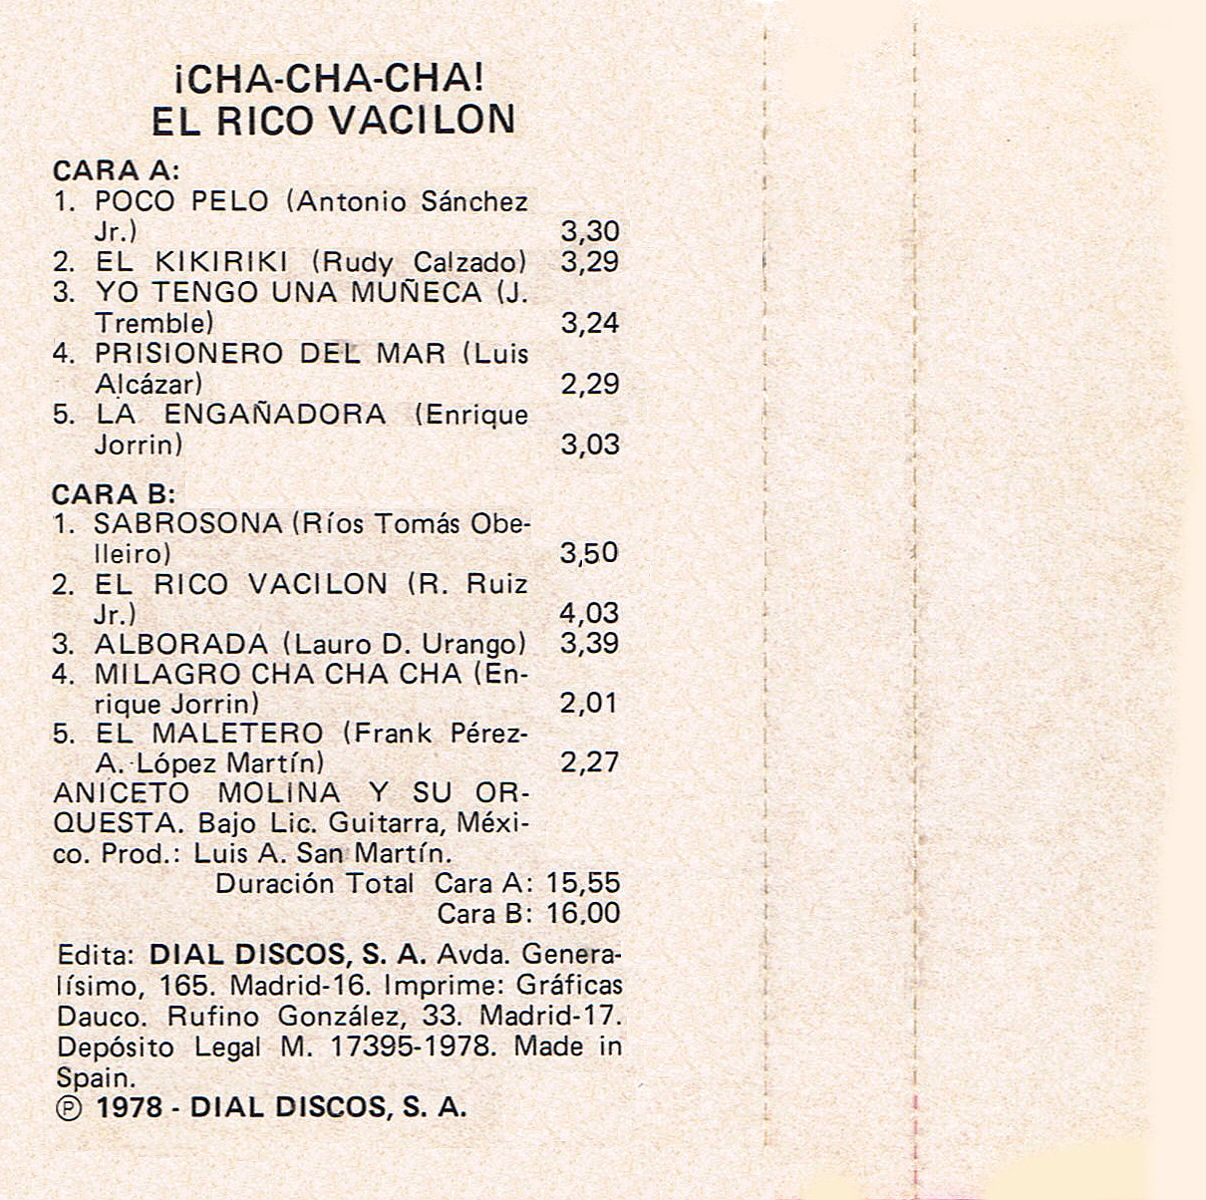 ¡CHA-CHA-CHA!
EL RICO VACILON
CARA A:
1. POCO PELO (Antonio Sánchez
Jr.) 3,30
2. EL KIKIRIKI (Rudy Calzado) 3,29
3. YO TENGO UNA MUÑECA (J.
Tremble) 3,24
4. PRISIONERO DEL MAR (Luis
Alcázar) 2,29
5. LA ENGAÑADORA (Enrique
Jorrin) 3,03
CARA B:
1. SABROSONA (Ríos Tomás Obe-
lleiro) 3,50
2. EL RICO VACILON (R. Ruiz
Jr.) 4,03
3. ALBORADA (Lauro D. Urango) 3,39
4. MILAGRO CHA CHA CHA (En-
rique Jorrin) 2,01
5. EL MALETERO (Frank Pérez-
A. López Martín) 2,27
ANICETO MOLINA Y SU OR-
QUESTA. Bajo Lic. Guitarra, Méxi-
co. Prod.: Luis A. San Martín.
Duración Total Cara A: 15,55
Cara B: 16,00
Edita: DIAL DISCOS, S. A. Avda. Genera-
lísimo, 165. Madrid-16. Imprime: Gráficas
Dauco. Rufino González, 33. Madrid-17.
Depósito Legal M. 17395-1978. Made in
Spain.
Ⓟ 1978 - DIAL DISCOS, S. A.